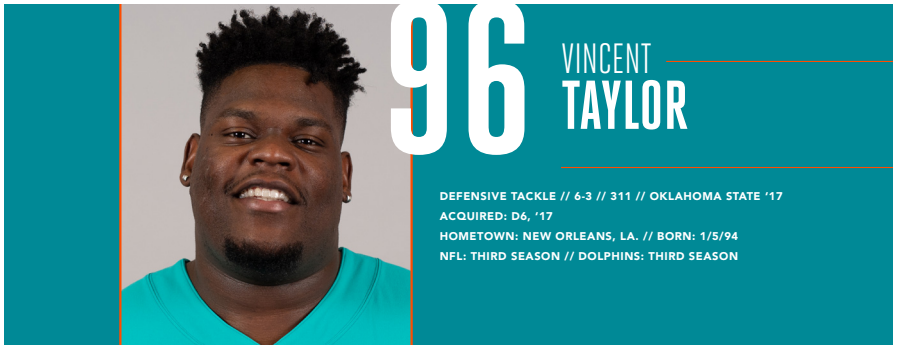 96
VINCENT
TAYLOR
DEFENSIVE TACKLE // 6-3 // 311 // OKLAHOMA STATE ’17
ACQUIRED: D6, ’17
HOMETOWN: NEW ORLEANS, LA. // BORN: 1/5/94
NFL: THIRD SEASON // DOLPHINS: THIRD SEASON